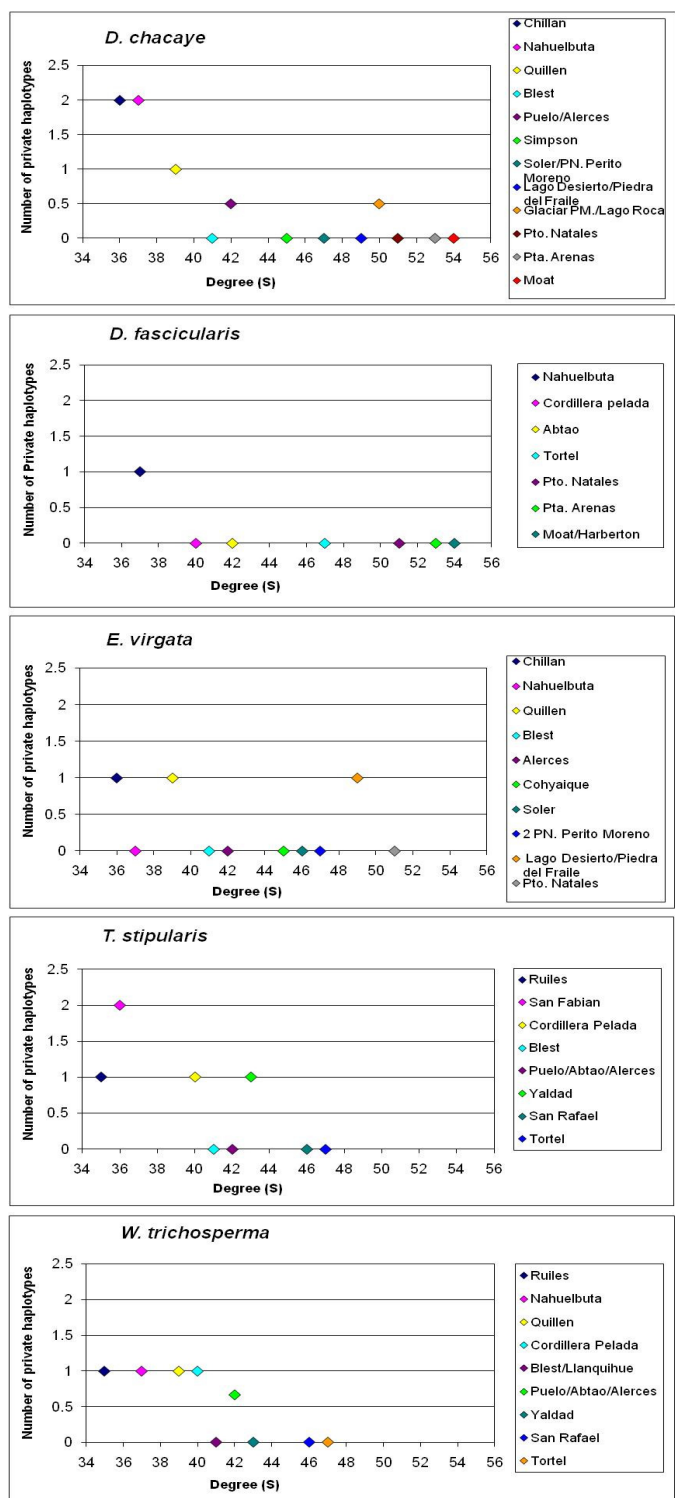 D. chacaye
Number of private haplotypes
2.5
2
1.5
1
0.5
0
34 36 38 40 42 44 46 48 50 52 54 56
Degree (S)
Chillan
Nahuelbuta
Quillen
Blest
Puelo/Alerces
Simpson
Soler/PN. Perito
Moreno
Lago Desierto/Piedra
del Fraile
Glaciar PM./Lago Roca
Pto. Natales
Pta. Arenas
Moat
D. fascicularis
Number of Private haplotypes
2.5
2
1.5
1
0.5
0
34 36 38 40 42 44 46 48 50 52 54 56
Degree (S)
Nahuelbuta
Cordillera pelada
Abtao
Tortel
Pto. Natales
Pta. Arenas
Moat/Harberton
E. virgata
Number of private haplotypes
2.5
2
1.5
1
0.5
0
34 36 38 40 42 44 46 48 50 52 54 56
Degree (S)
Chillan
Nahuelbuta
Quillen
Blest
Alerces
Cohyaique
Soler
2 PN. Perito Moreno
Lago Desierto/Piedra
del Fraile
Pto. Natales
T. stipularis
Number of private haplotypes
2.5
2
1.5
1
0.5
0
34 36 38 40 42 44 46 48 50 52 54 56
Degree (S)
Ruiles
San Fabian
Cordillera Pelada
Blest
Puelo/Abtao/Alerces
Yaldad
San Rafael
Tortel
W. trichosperma
Number of private haplotypes
2.5
2
1.5
1
0.5
0
34 36 38 40 42 44 46 48 50 52 54 56
Degree (S)
Ruiles
Nahuelbuta
Quillen
Cordillera Pelada
Blest/Llanquihue
Puelo/Abtao/Alerces
Yaldad
San Rafael
Tortel